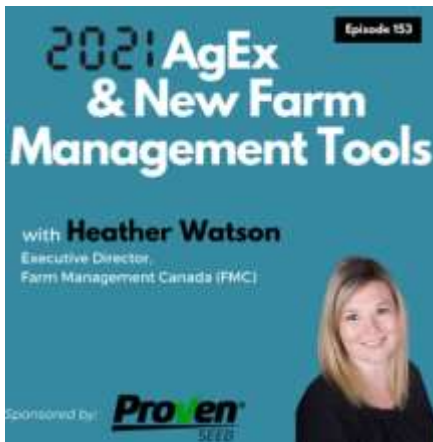 Episode 153
2021 AgEx
& New Farm
Management Tools
with Heather Watson
Executive Director,
Farm Management Canada (FMC)
Sponsored by: Proven
SEED